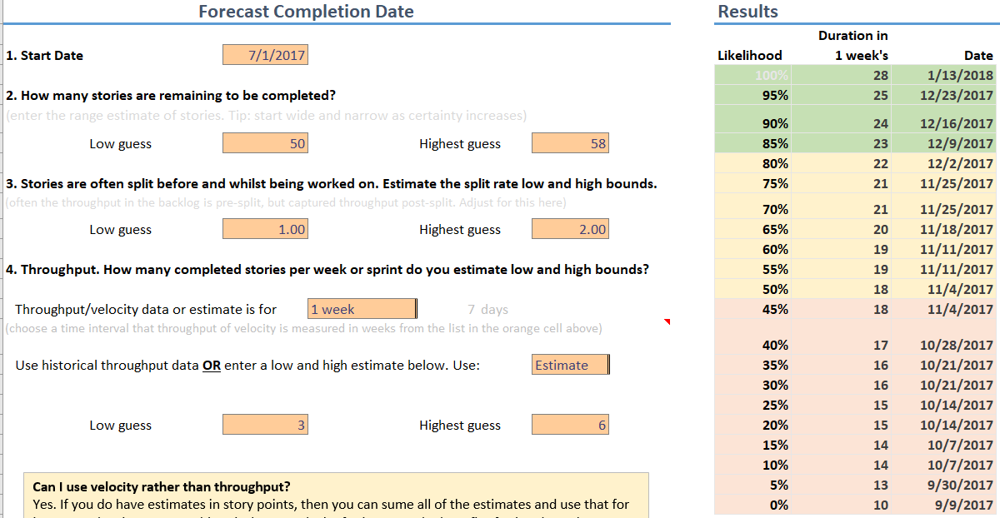 Forecast Completion Date
1. Start Date 7/1/2017
2. How many stories are remaining to be completed?
(enter the range estimate of stories. Tip: start wide and narrow as certainty increases)
Low guess 50 Highest guess 58
3. Stories are often split before and whilst being worked on. Estimate the split rate low and high bounds.
(often the throughput in the backlog is pre-split, but captured throughput post-split. Adjust for this here)
Low guess 1.00 Highest guess 2.00
4. Throughput. How many completed stories per week or sprint do you estimate low and high bounds?
Throughput/velocity data or estimate is for 1 week 7 days
(choose a time interval that throughput of velocity is measured in weeks from the list in the orange cell above)
Use historical throughput data OR enter a low and high estimate below. Use: Estimate
Low guess 3 Highest guess 6
Can I use velocity rather than throughput?
Yes. If you do have estimates in story points, then you can sume all of the estimates and use that for
Results
Duration in
Likelihood 1 week's Date
100% 28 1/13/2018
95% 25 12/23/2017
90% 24 12/16/2017
85% 23 12/9/2017
80% 22 12/2/2017
75% 21 11/25/2017
70% 21 11/25/2017
65% 20 11/18/2017
60% 19 11/11/2017
55% 19 11/11/2017
50% 18 11/4/2017
45% 18 11/4/2017
40% 17 10/28/2017
35% 16 10/21/2017
30% 16 10/21/2017
25% 15 10/14/2017
20% 15 10/14/2017
15% 14 10/7/2017
10% 14 10/7/2017
5% 13 9/30/2017
0% 10 9/9/2017